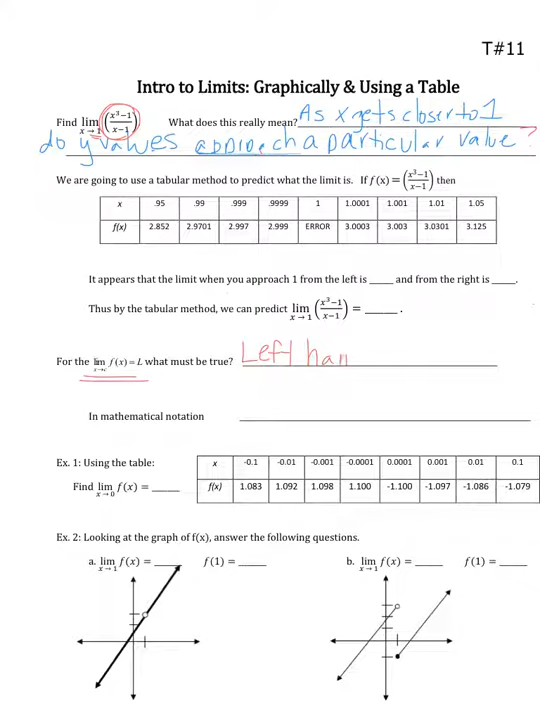 T#11
Intro to Limits: Graphically & Using a Table
Find lim x→1 (x³−1 / x−1) What does this really mean? As x gets closer to 1
do y values approach a particular value?
We are going to use a tabular method to predict what the limit is. If f(x) = (x³−1 / x−1) then
x .95 .99 .999 .9999 1 1.0001 1.001 1.01 1.05
f(x) 2.852 2.9701 2.997 2.999 ERROR 3.0003 3.003 3.0301 3.125
It appears that the limit when you approach 1 from the left is _____ and from the right is _____.
Thus by the tabular method, we can predict lim x→1 (x³−1 / x−1) = ______ .
For the lim x→c f(x) = L what must be true? Left han
In mathematical notation
Ex. 1: Using the table:
x -0.1 -0.01 -0.001 -0.0001 0.0001 0.001 0.01 0.1
Find lim x→0 f(x) = _____
f(x) 1.083 1.092 1.098 1.100 -1.100 -1.097 -1.086 -1.079
Ex. 2: Looking at the graph of f(x), answer the following questions.
a. lim x→1 f(x) = _____ f(1) = _____ b. lim x→1 f(x) = _____ f(1) = _____